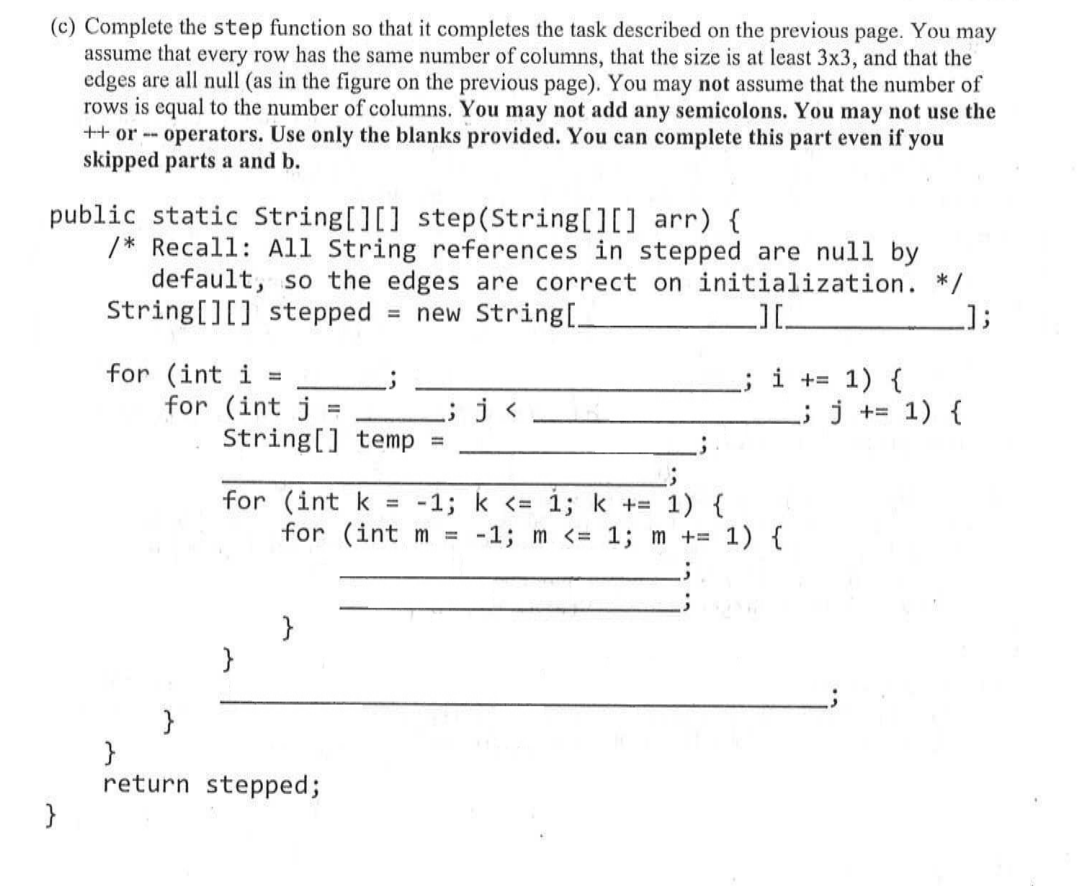 (c) Complete the step function so that it completes the task described on the previous page. You may
assume that every row has the same number of columns, that the size is at least 3x3, and that the
edges are all null (as in the figure on the previous page). You may not assume that the number of
rows is equal to the number of columns. You may not add any semicolons. You may not use the
++ or -- operators. Use only the blanks provided. You can complete this part even if you
skipped parts a and b.
public static String[][] step(String[][] arr) {
/* Recall: All String references in stepped are null by
default, so the edges are correct on initialization. */
String[][] stepped = new String[______________][______________];
for (int i = ______; ______________________; i += 1) {
for (int j = ______; j < __________________; j += 1) {
String[] temp = ________________;
______________________________;
for (int k = -1; k <= 1; k += 1) {
for (int m = -1; m <= 1; m += 1) {
______________________;
______________________;
}
}
________________________________________;
}
}
return stepped;
}